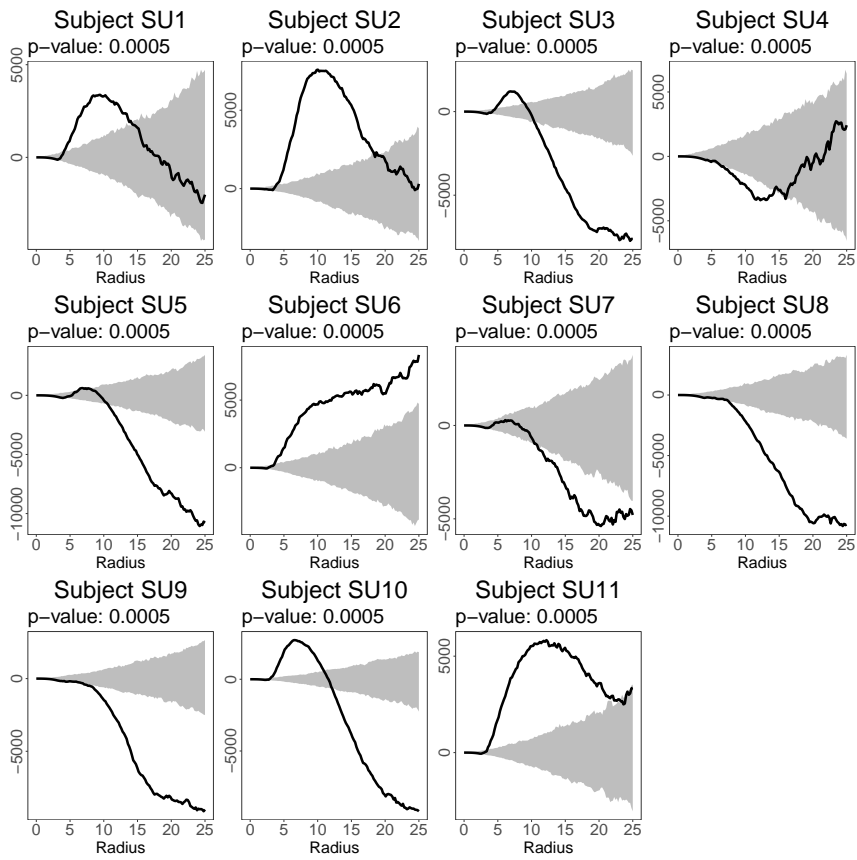 Subject SU1
p−value: 0.0005
5000
0
0 5 10 15 20 25
Radius
Subject SU2
p−value: 0.0005
5000
0
0 5 10 15 20 25
Radius
Subject SU3
p−value: 0.0005
0
−5000
0 5 10 15 20 25
Radius
Subject SU4
p−value: 0.0005
5000
0
−5000
0 5 10 15 20 25
Radius
Subject SU5
p−value: 0.0005
0
−5000
−10000
0 5 10 15 20 25
Radius
Subject SU6
p−value: 0.0005
5000
0
0 5 10 15 20 25
Radius
Subject SU7
p−value: 0.0005
0
−5000
0 5 10 15 20 25
Radius
Subject SU8
p−value: 0.0005
0
−5000
−10000
0 5 10 15 20 25
Radius
Subject SU9
p−value: 0.0005
0
−5000
0 5 10 15 20 25
Radius
Subject SU10
p−value: 0.0005
0
−5000
0 5 10 15 20 25
Radius
Subject SU11
p−value: 0.0005
5000
0
0 5 10 15 20 25
Radius